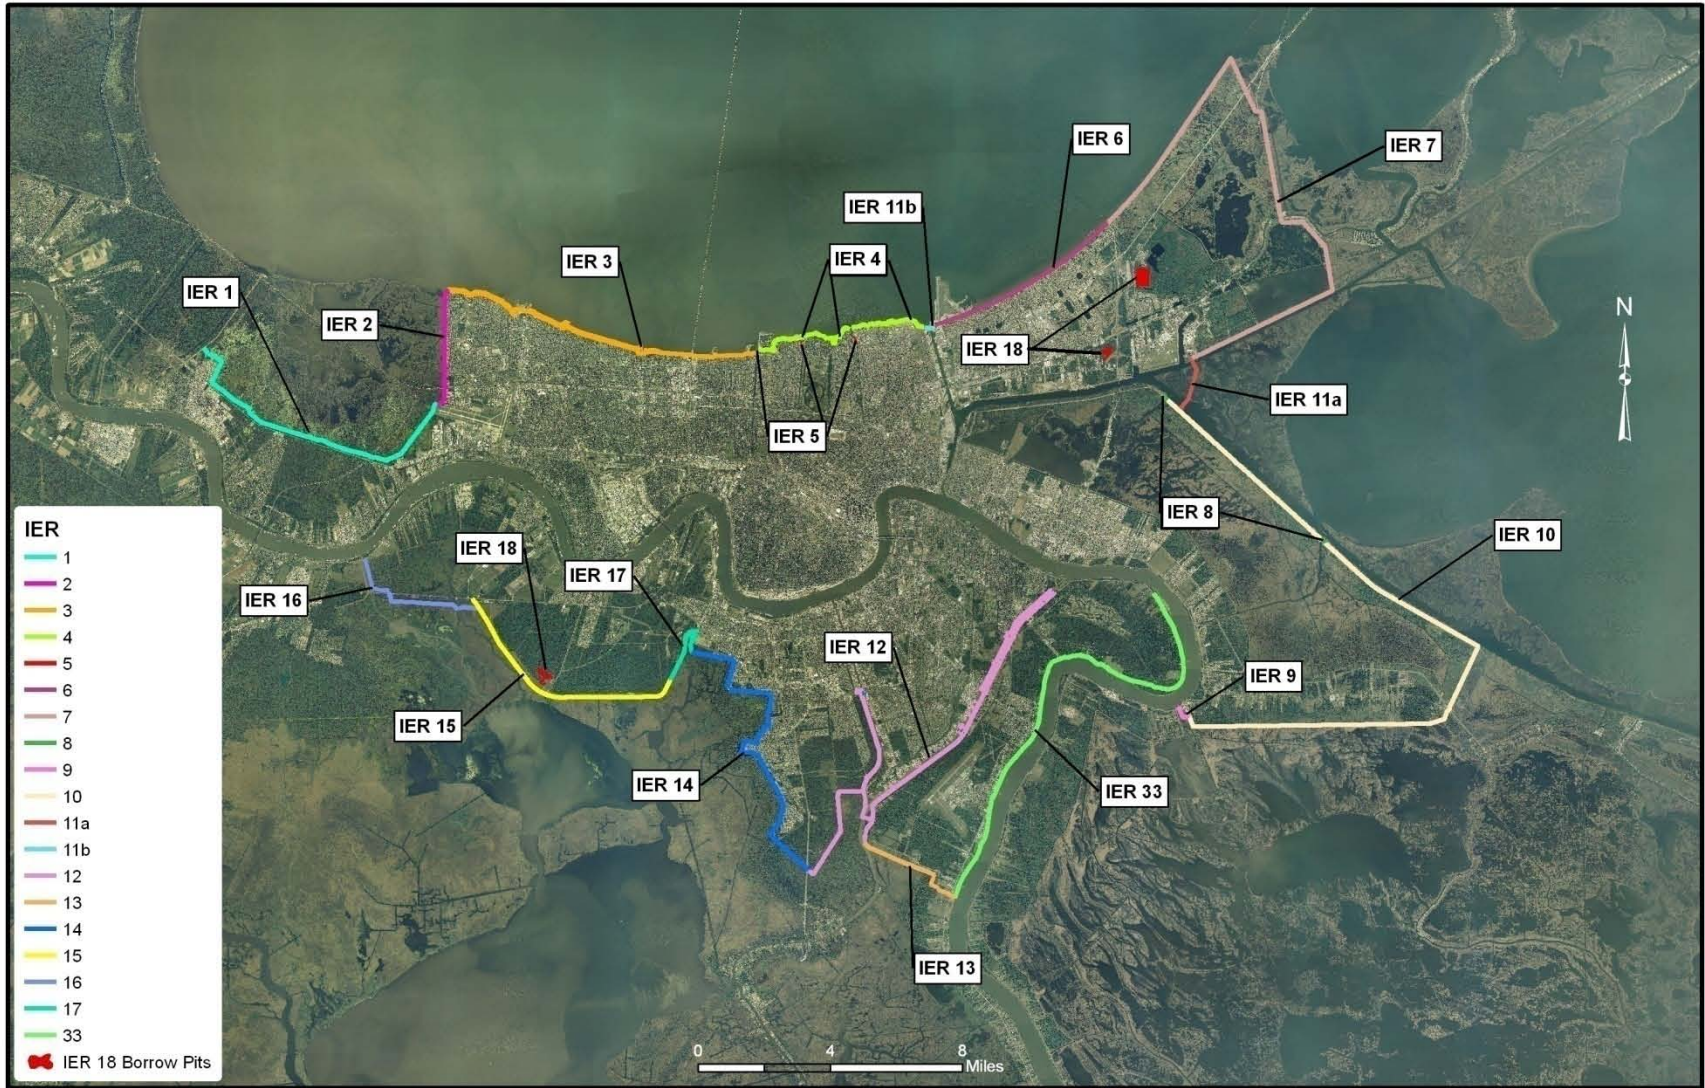 IER 6
IER 7
IER 11b
N
IER 3
IER 4
IER 1
IER 2
IER 18
IER 11a
IER 5
IER 8
IER 10
IER 18
IER 17
IER 16
IER 12
IER 9
IER 15
IER 14
IER 33
IER 13
IER
1
2
3
4
5
6
7
8
9
10
11a
11b
12
13
14
15
16
17
33
IER 18 Borrow Pits
0 4 8
Miles